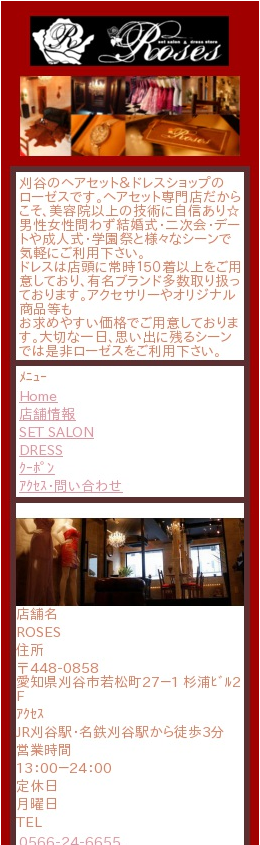 Roses
set salon & dress store
刈谷のヘアセット&ドレスショップの
ローゼスです。ヘアセット専門店だから
こそ、美容院以上の技術に自信あり☆
男性女性問わず結婚式・二次会・デー
トや成人式・学園祭と様々なシーンで
気軽にご利用下さい。
ドレスは店頭に常時150着以上をご用
意しており、有名ブランド多数取り扱っ
ております。アクセサリーやオリジナル
商品等も
お求めやすい価格でご用意しておりま
す。大切な一日、思い出に残るシーン
では是非ローゼスをご利用下さい。
ﾒﾆｭｰ
Home
店舗情報
SET SALON
DRESS
ｸｰﾎﾟﾝ
ｱｸｾｽ・問い合わせ
店舗名
ROSES
住所
〒448-0858
愛知県刈谷市若松町27ー1 杉浦ﾋﾞﾙ2
F
ｱｸｾｽ
JR刈谷駅・名鉄刈谷駅から徒歩3分
営業時間
13:00ー24:00
定休日
月曜日
TEL
0566-24-6655